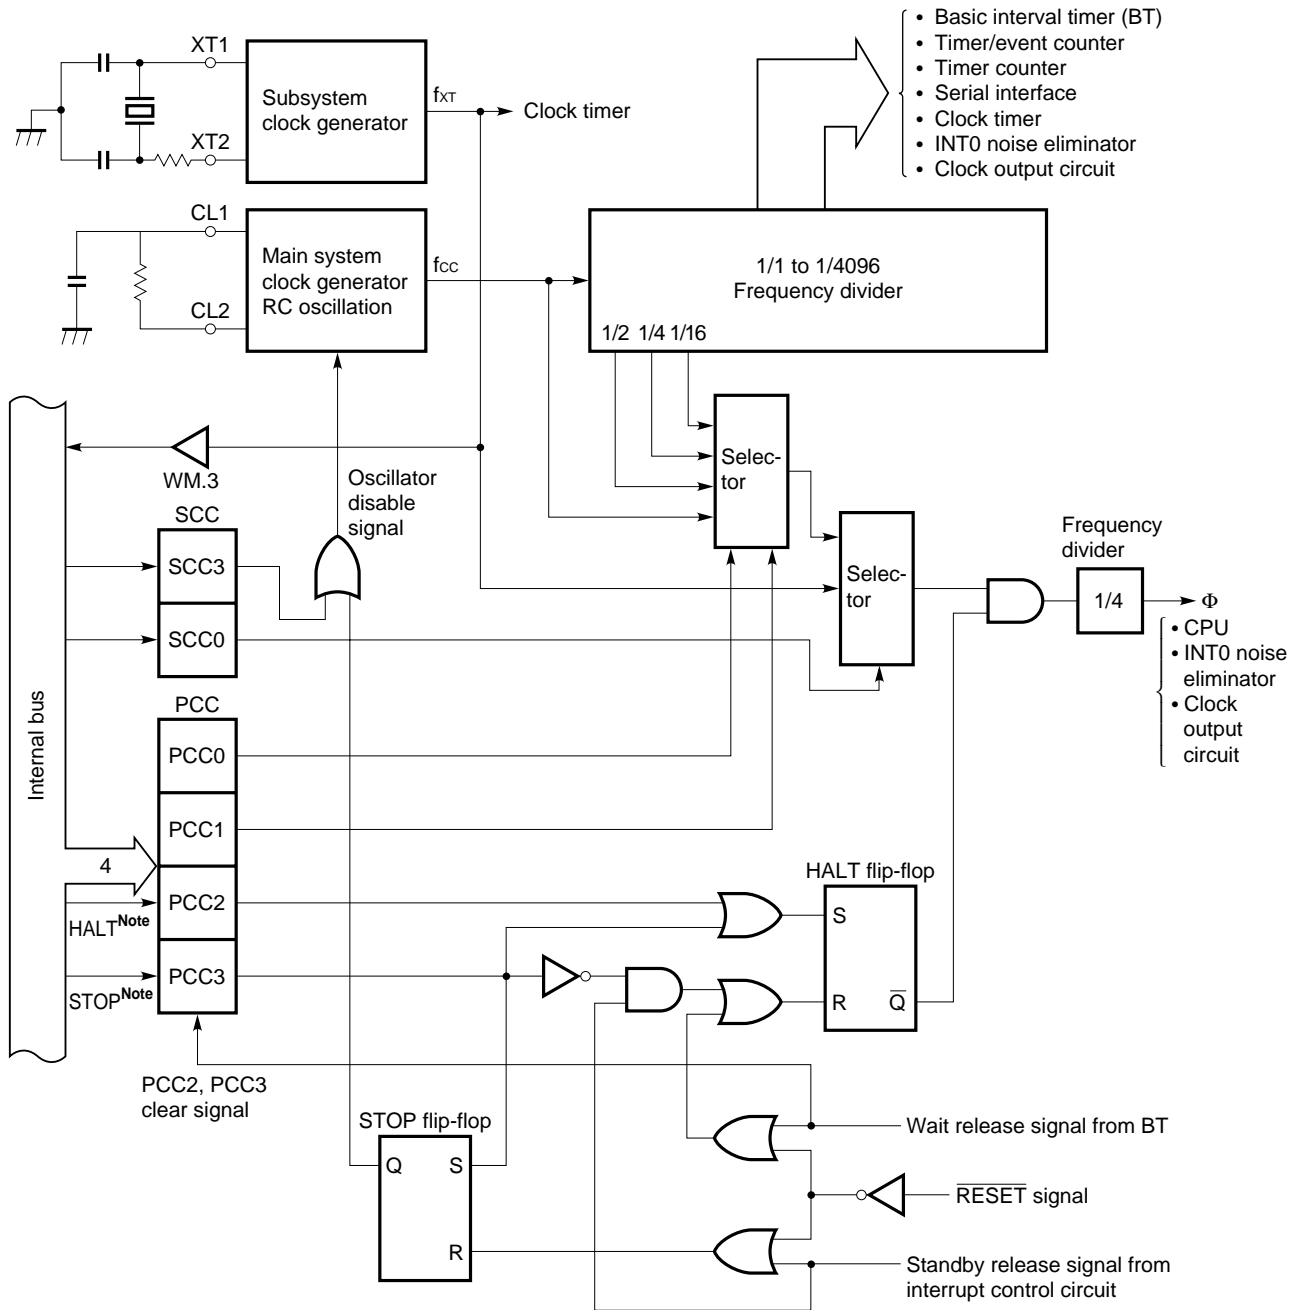 • Basic interval timer (BT)
• Timer/event counter
• Timer counter
• Serial interface
• Clock timer
• INT0 noise eliminator
• Clock output circuit
XT1
Subsystem
clock generator
fXT
Clock timer
XT2
CL1
Main system
clock generator
RC oscillation
fCC
CL2
1/1 to 1/4096
Frequency divider
1/2 1/4 1/16
Internal bus
WM.3
Oscillator
disable
signal
Selec-
tor
SCC
SCC3
SCC0
Selec-
tor
Frequency
divider
1/4
Φ
• CPU
• INT0 noise
eliminator
• Clock
output
circuit
PCC
PCC0
PCC1
4
PCC2
HALTNote
PCC3
STOPNote
HALT flip-flop
S
R Q̅
PCC2, PCC3
clear signal
STOP flip-flop
Q S
R
Wait release signal from BT
R̅E̅S̅E̅T̅ signal
Standby release signal from
interrupt control circuit